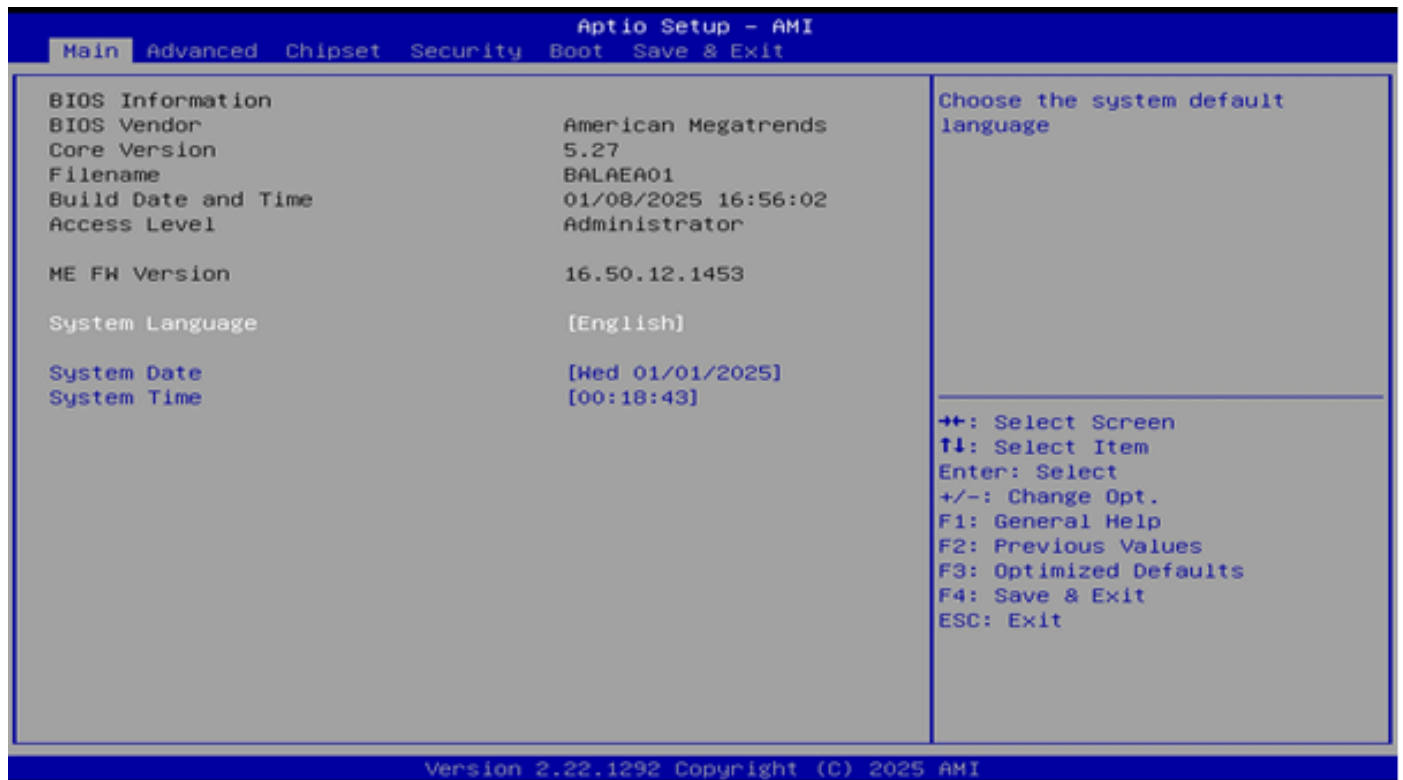 Aptio Setup – AMI
Main Advanced Chipset Security Boot Save & Exit
BIOS Information
BIOS Vendor American Megatrends
Core Version 5.27
Filename BALAEA01
Build Date and Time 01/08/2025 16:56:02
Access Level Administrator
ME FW Version 16.50.12.1453
System Language [English]
System Date [Wed 01/01/2025]
System Time [00:18:43]
Choose the system default
language
→←: Select Screen
↑↓: Select Item
Enter: Select
+/-: Change Opt.
F1: General Help
F2: Previous Values
F3: Optimized Defaults
F4: Save & Exit
ESC: Exit
Version 2.22.1292 Copyright (C) 2025 AMI